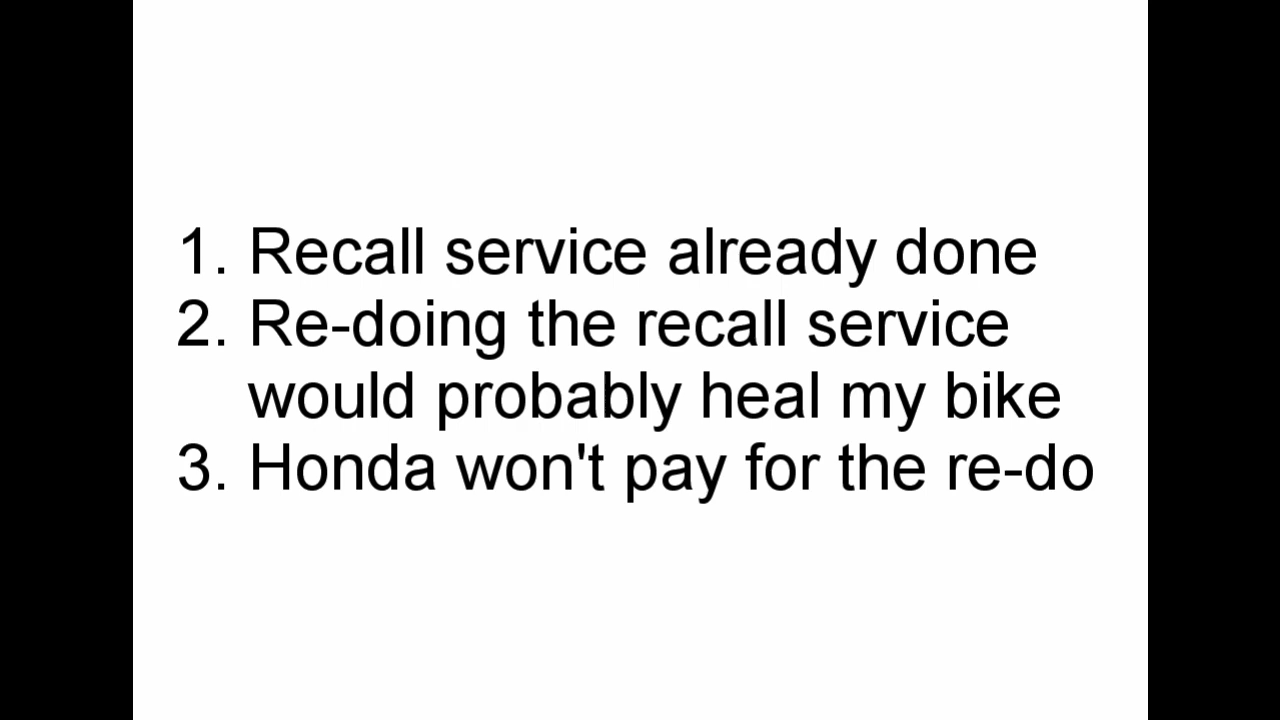 1. Recall service already done
2. Re-doing the recall service
would probably heal my bike
3. Honda won't pay for the re-do